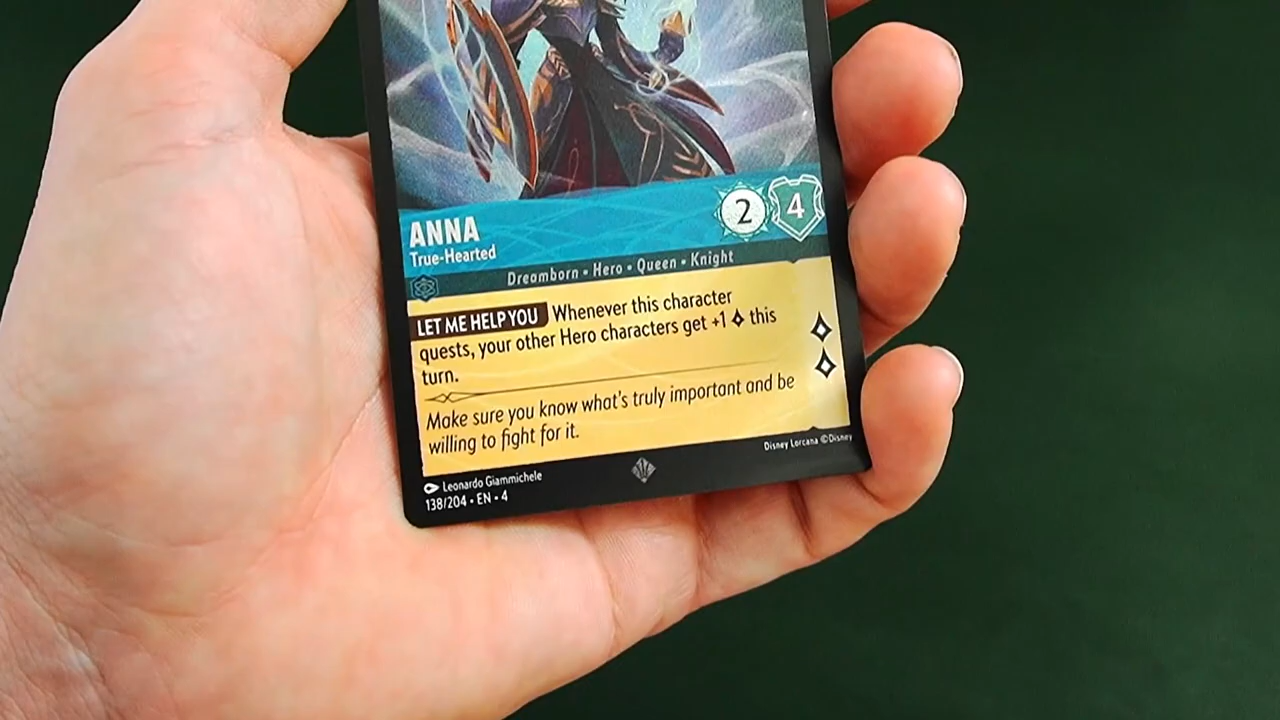 ANNA
True-Hearted
2 4
Dreamborn • Hero • Queen • Knight
LET ME HELP YOU Whenever this character
quests, your other Hero characters get +1 this
turn.
Make sure you know what's truly important and be
willing to fight for it.
Leonardo Giammichele
Disney Lorcana ©Disney
138/204 • EN • 4